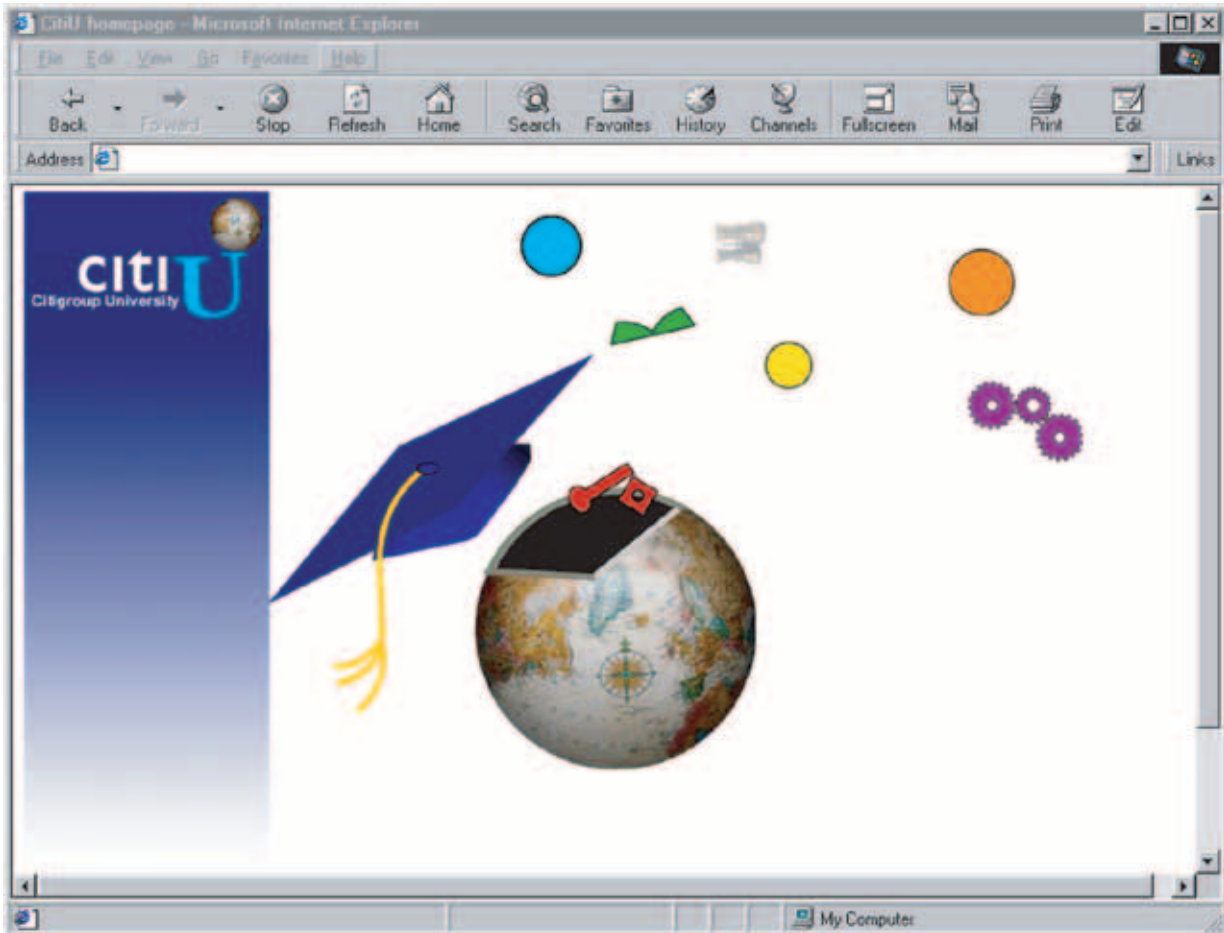 CitiU homepage - Microsoft Internet Explorer
File Edit View Go Favorites Help
Back Forward Stop Refresh Home Search Favorites History Channels Fullscreen Mail Print Edit
Address Links
citi U
Citigroup University
My Computer